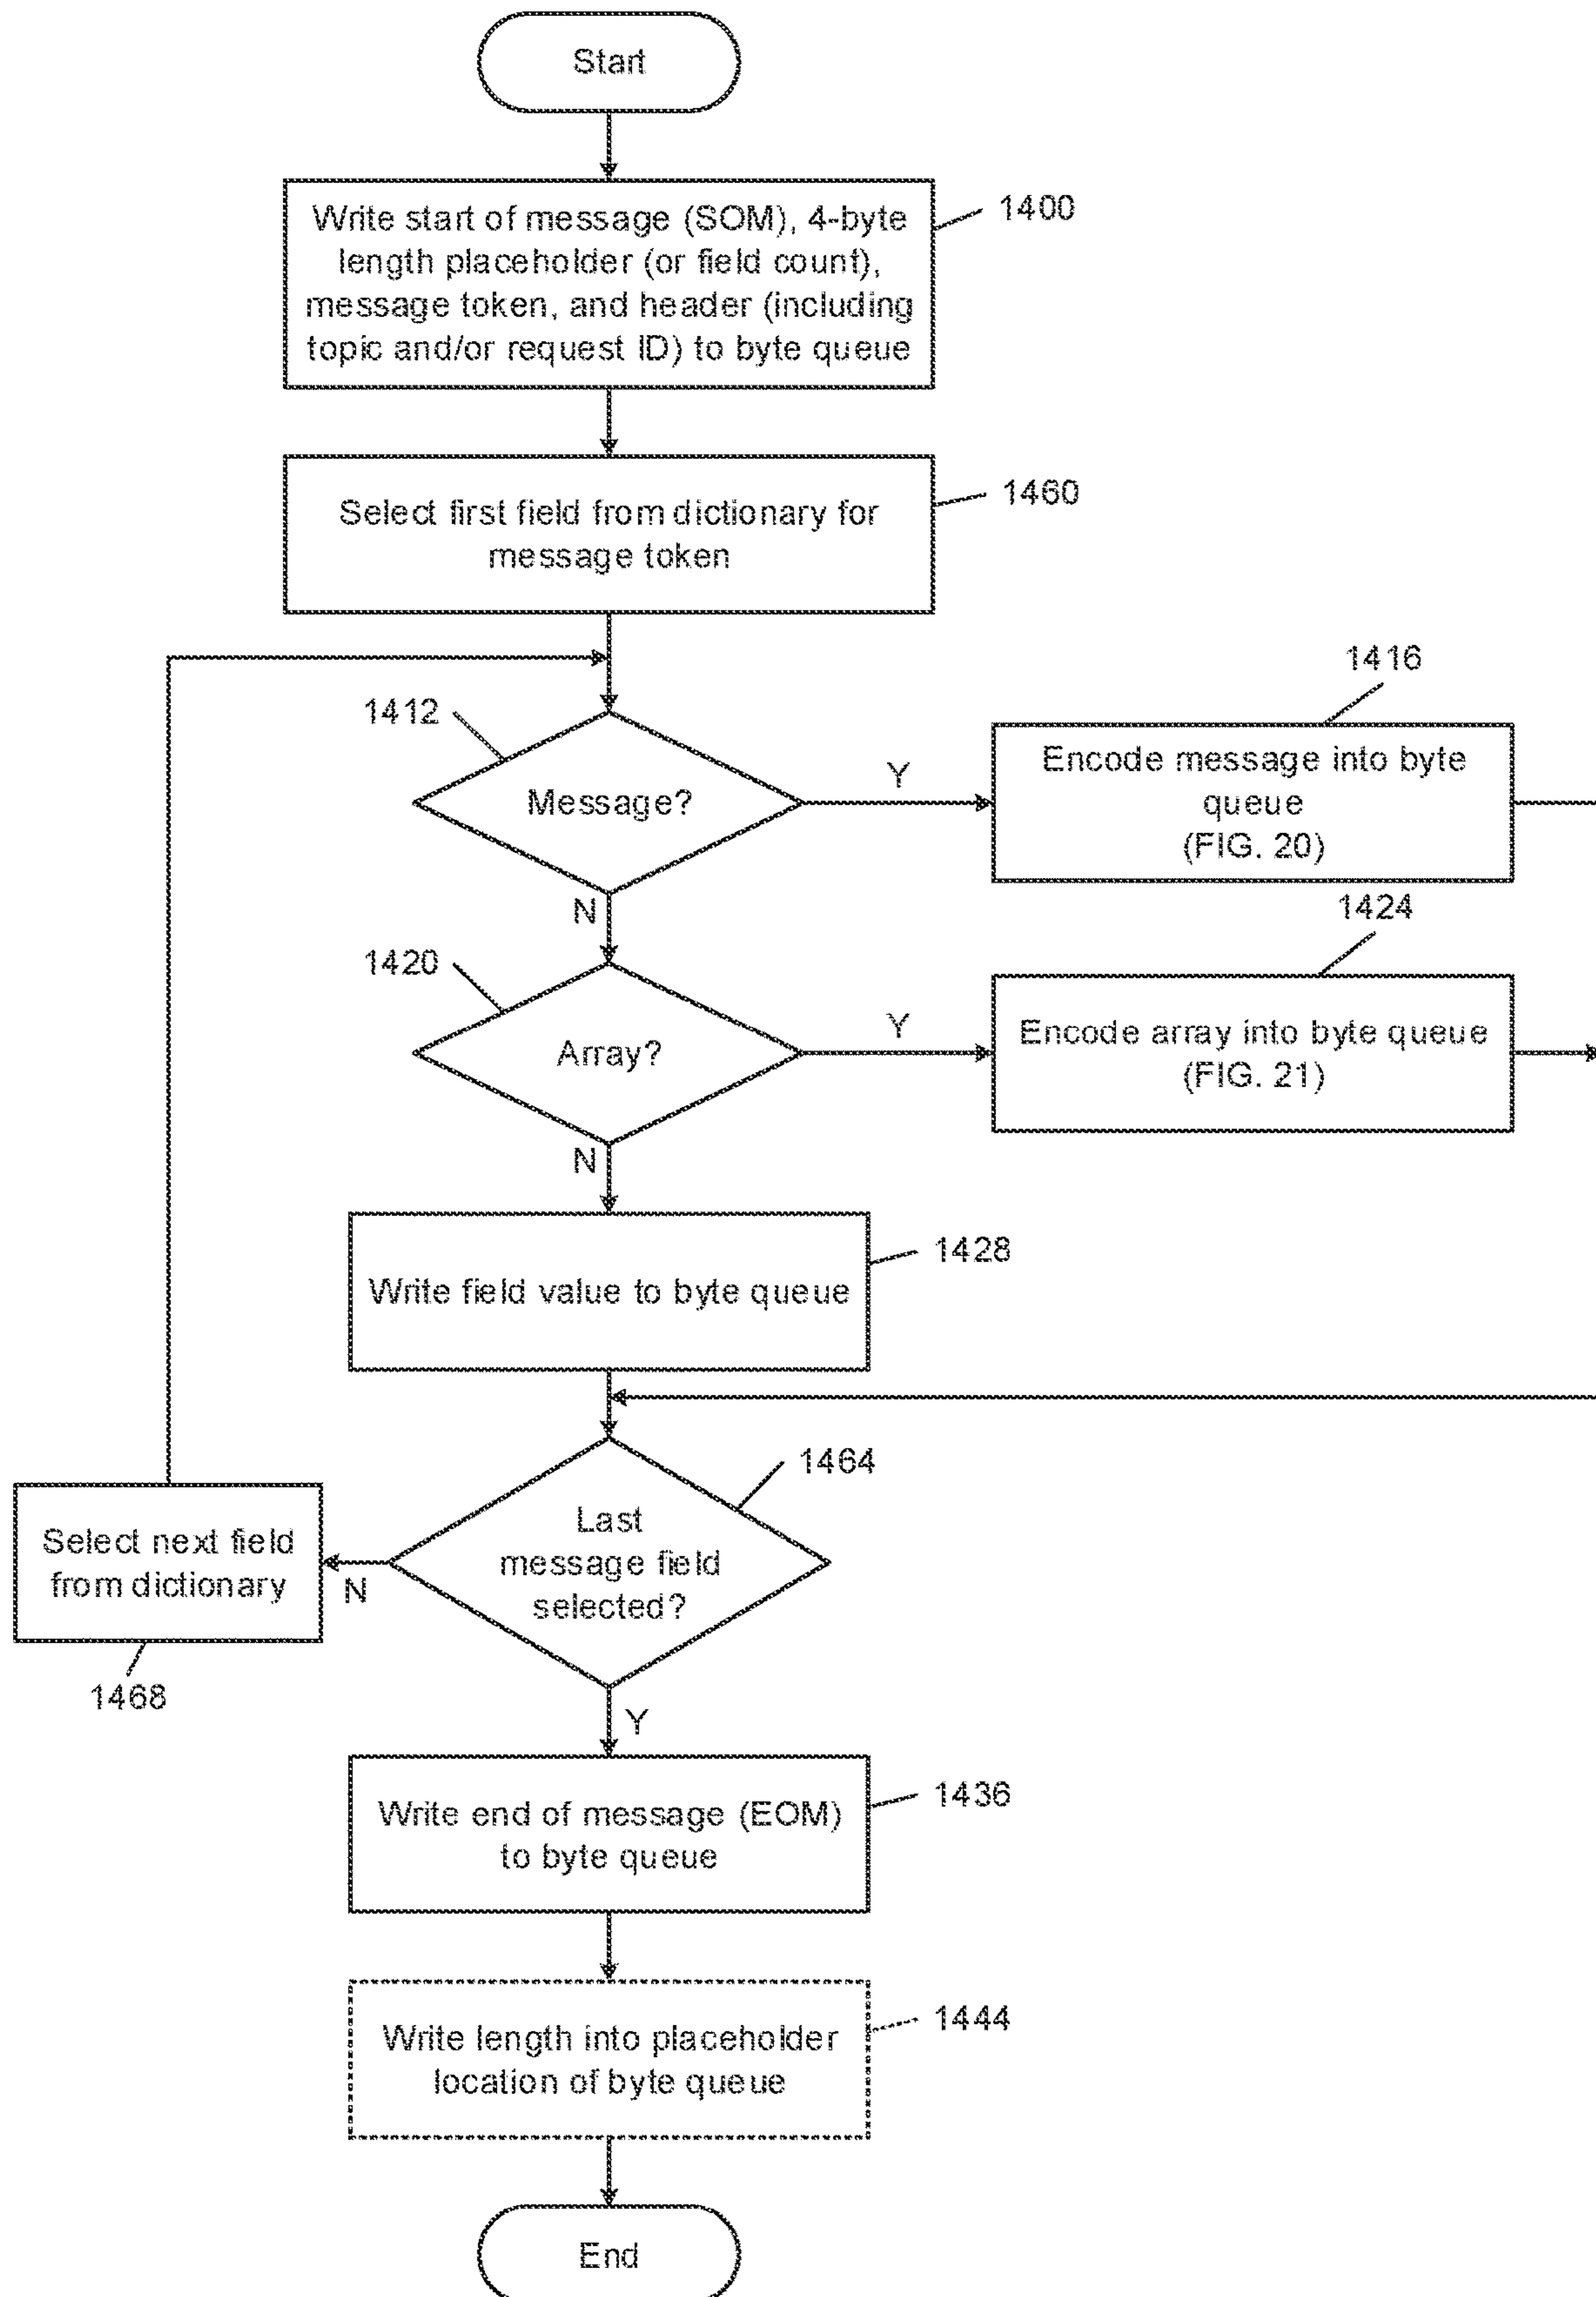 Start
Write start of message (SOM), 4-byte
length placeholder (or field count),
message token, and header (including
topic and/or request ID) to byte queue
1400
Select first field from dictionary for
message token
1460
1412
Message?
Y
N
1416
Encode message into byte
queue
(FIG. 20)
1420
Array?
Y
N
1424
Encode array into byte queue
(FIG. 21)
Write field value to byte queue
1428
1464
Last
message field
selected?
N
Y
Select next field
from dictionary
1468
Write end of message (EOM)
to byte queue
1436
Write length into placeholder
location of byte queue
1444
End